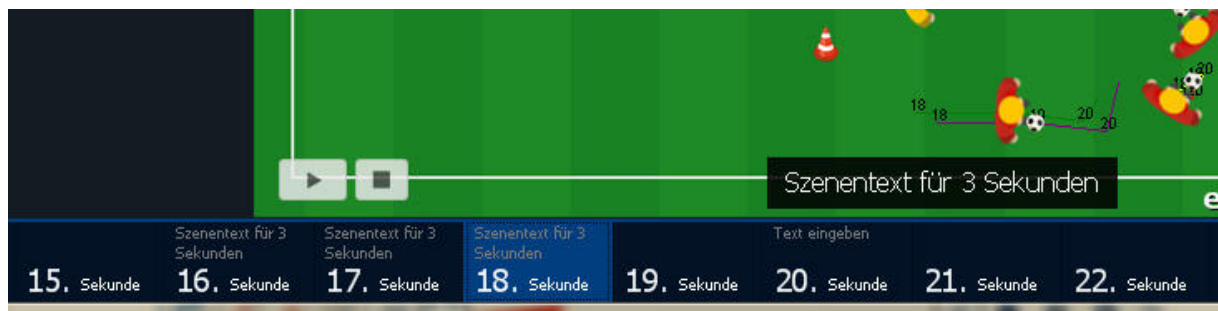 20
18 18 19 20 20
Szenentext für 3 Sekunden
e
Szenentext für 3 Szenentext für 3 Szenentext für 3 Text eingeben
Sekunden Sekunden Sekunden
15. Sekunde 16. Sekunde 17. Sekunde 18. Sekunde 19. Sekunde 20. Sekunde 21. Sekunde 22. Sekunde